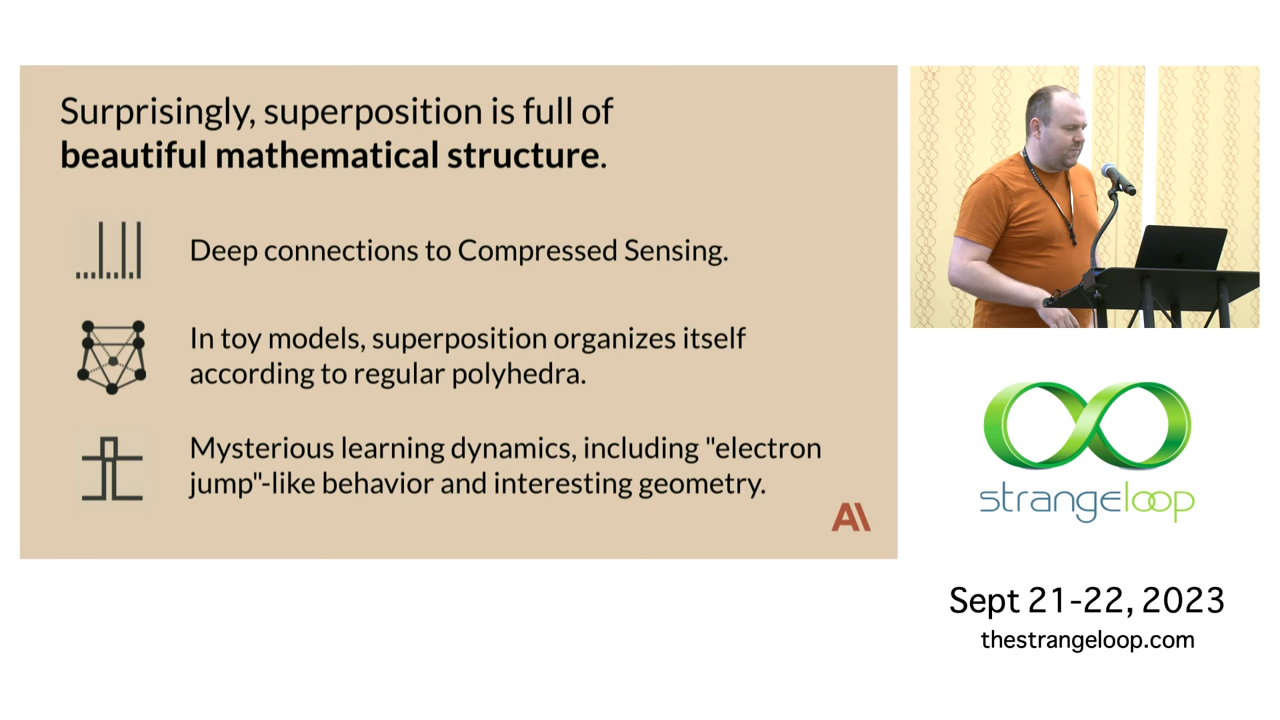 Surprisingly, superposition is full of
beautiful mathematical structure.
Deep connections to Compressed Sensing.
In toy models, superposition organizes itself
according to regular polyhedra.
Mysterious learning dynamics, including "electron
jump"-like behavior and interesting geometry.
A\
strangeloop
Sept 21-22, 2023
thestrangeloop.com